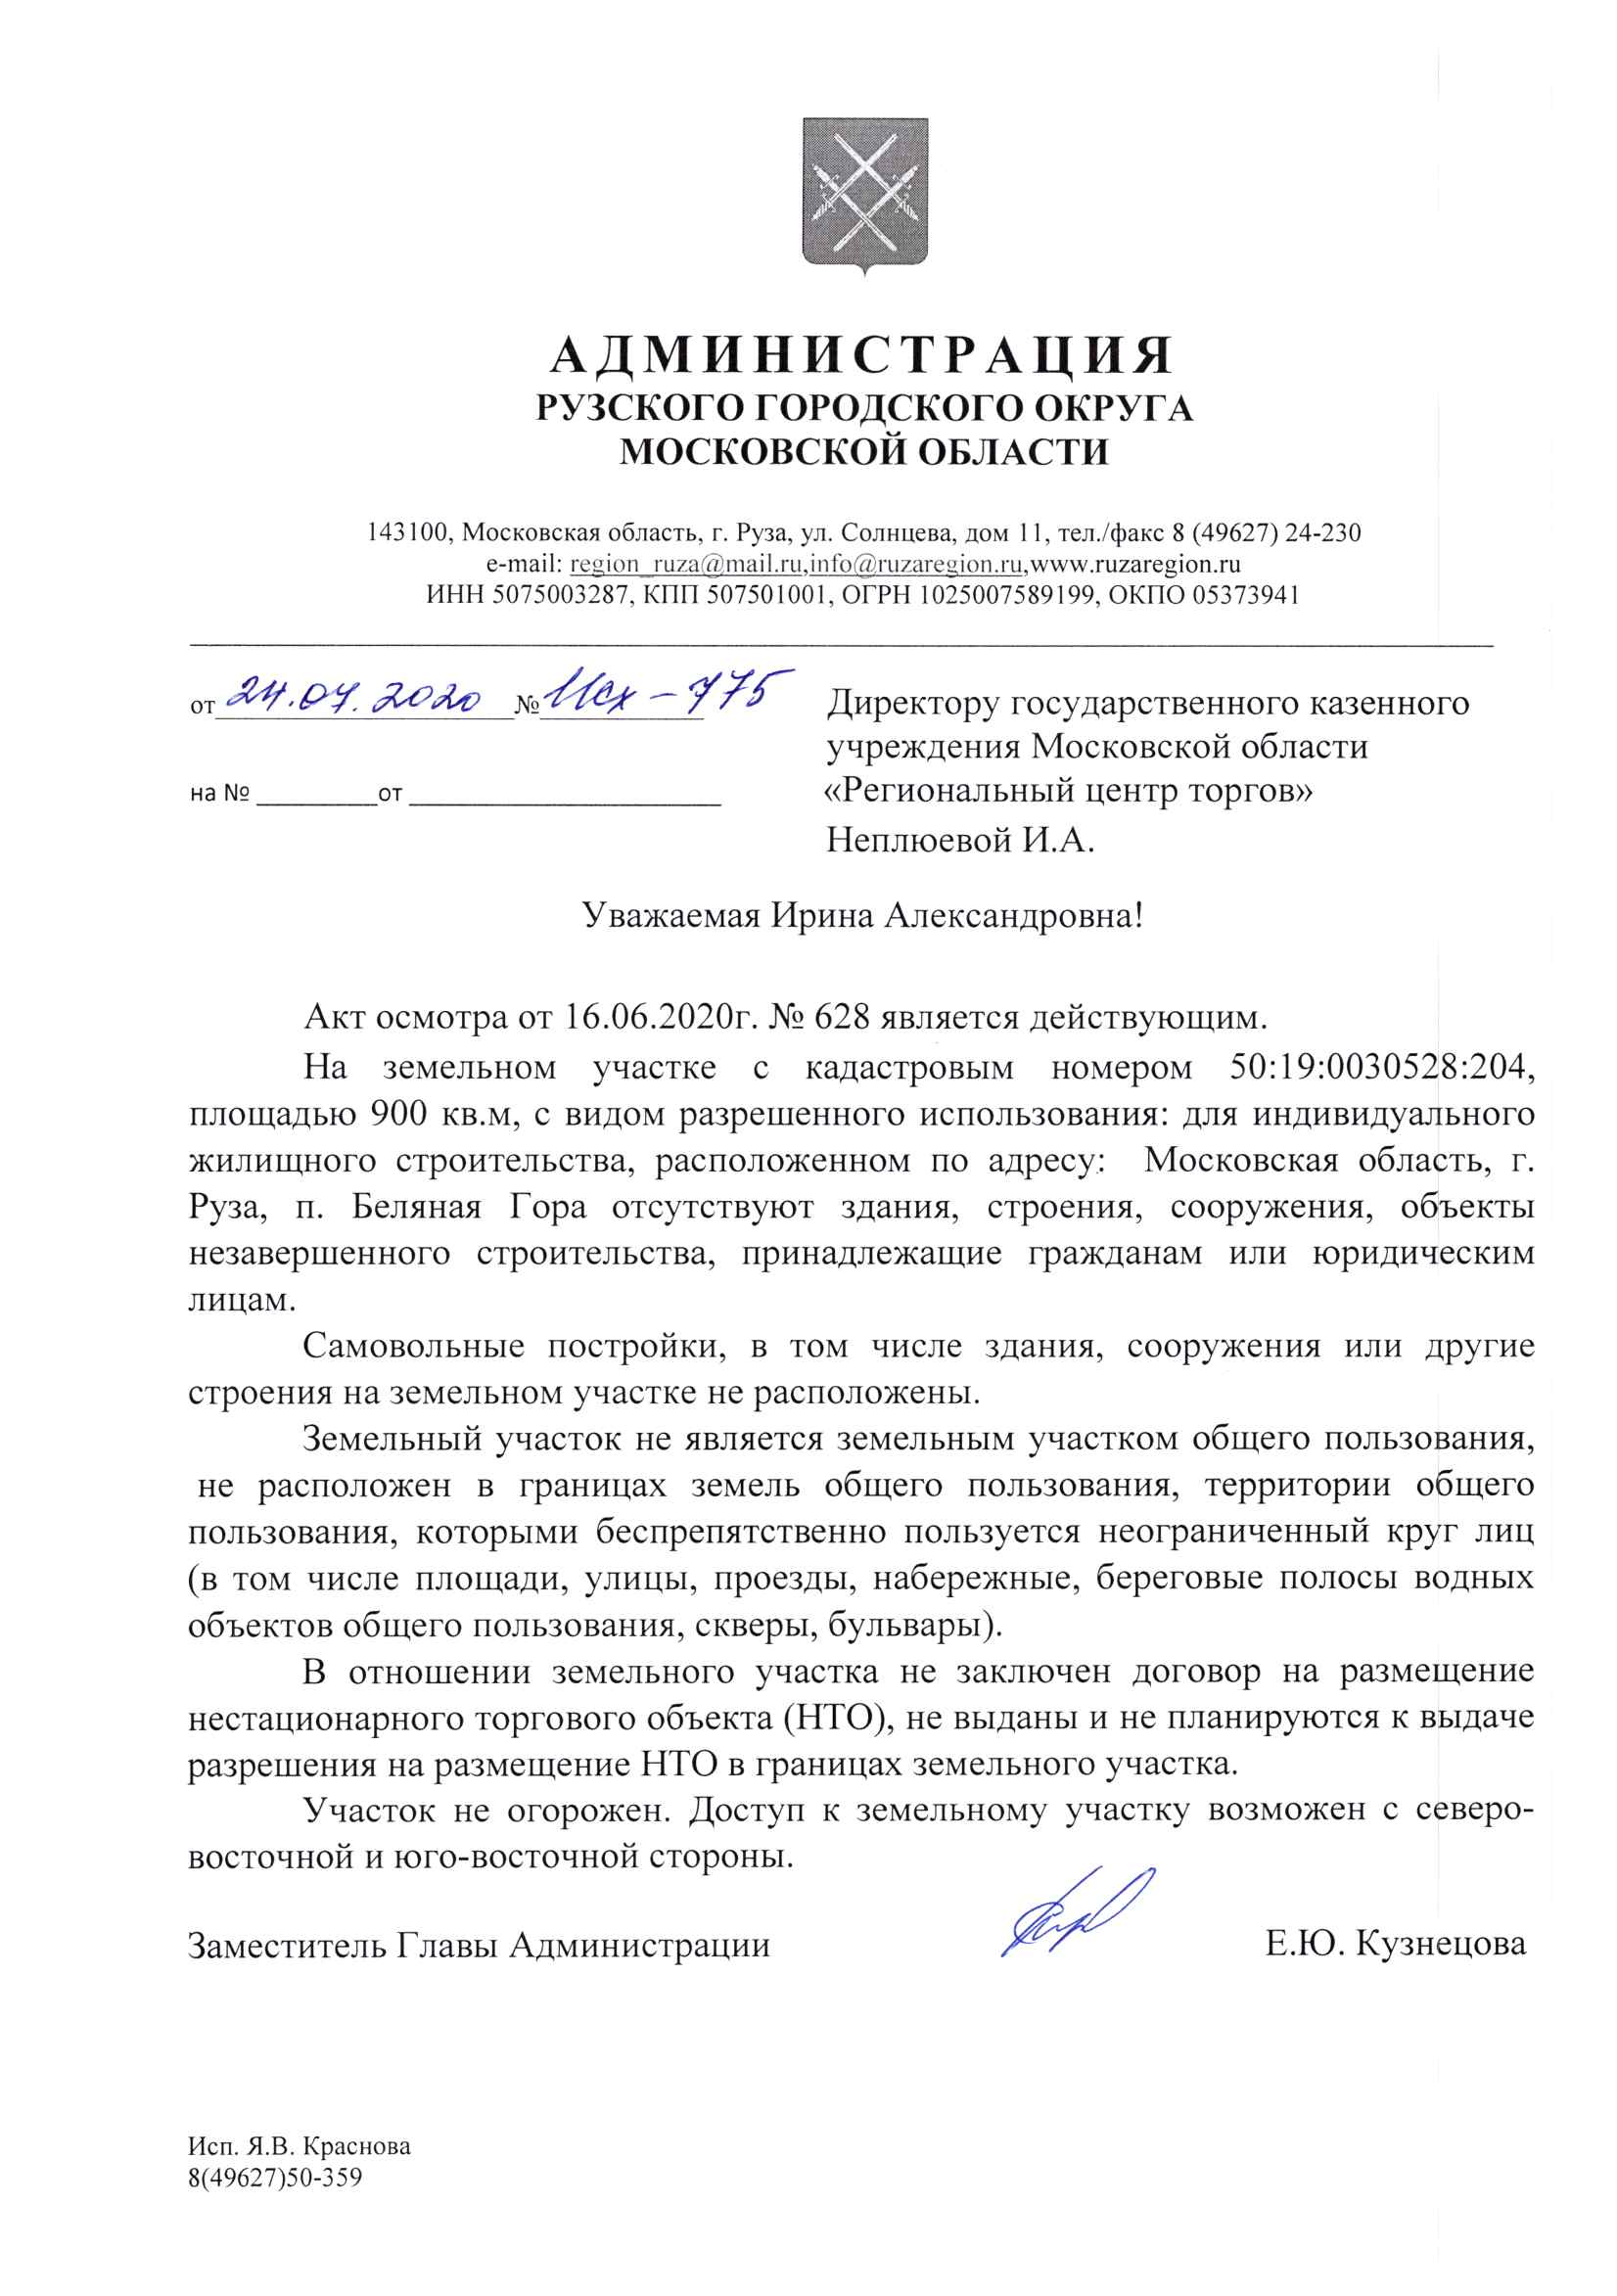 АДМИНИСТРАЦИЯ
РУЗСКОГО ГОРОДСКОГО ОКРУГА
МОСКОВСКОЙ ОБЛАСТИ
143100, Московская область, г. Руза, ул. Солнцева, дом 11, тел./факс 8 (49627) 24-230
e-mail: region_ruza@mail.ru,info@ruzaregion.ru,www.ruzaregion.ru
ИНН 5075003287, КПП 507501001, ОГРН 1025007589199, ОКПО 05373941
от 24.07.2020 № Исх-775
на № __________от _____________________
Директору государственного казенного
учреждения Московской области
«Региональный центр торгов»
Неплюевой И.А.
Уважаемая Ирина Александровна!
Акт осмотра от 16.06.2020г. № 628 является действующим.
На земельном участке с кадастровым номером 50:19:0030528:204,
площадью 900 кв.м, с видом разрешенного использования: для индивидуального
жилищного строительства, расположенном по адресу: Московская область, г.
Руза, п. Беляная Гора отсутствуют здания, строения, сооружения, объекты
незавершенного строительства, принадлежащие гражданам или юридическим
лицам.
Самовольные постройки, в том числе здания, сооружения или другие
строения на земельном участке не расположены.
Земельный участок не является земельным участком общего пользования,
не расположен в границах земель общего пользования, территории общего
пользования, которыми беспрепятственно пользуется неограниченный круг лиц
(в том числе площади, улицы, проезды, набережные, береговые полосы водных
объектов общего пользования, скверы, бульвары).
В отношении земельного участка не заключен договор на размещение
нестационарного торгового объекта (НТО), не выданы и не планируются к выдаче
разрешения на размещение НТО в границах земельного участка.
Участок не огорожен. Доступ к земельному участку возможен с северо-
восточной и юго-восточной стороны.
Заместитель Главы Администрации Е.Ю. Кузнецова
Исп. Я.В. Краснова
8(49627)50-359